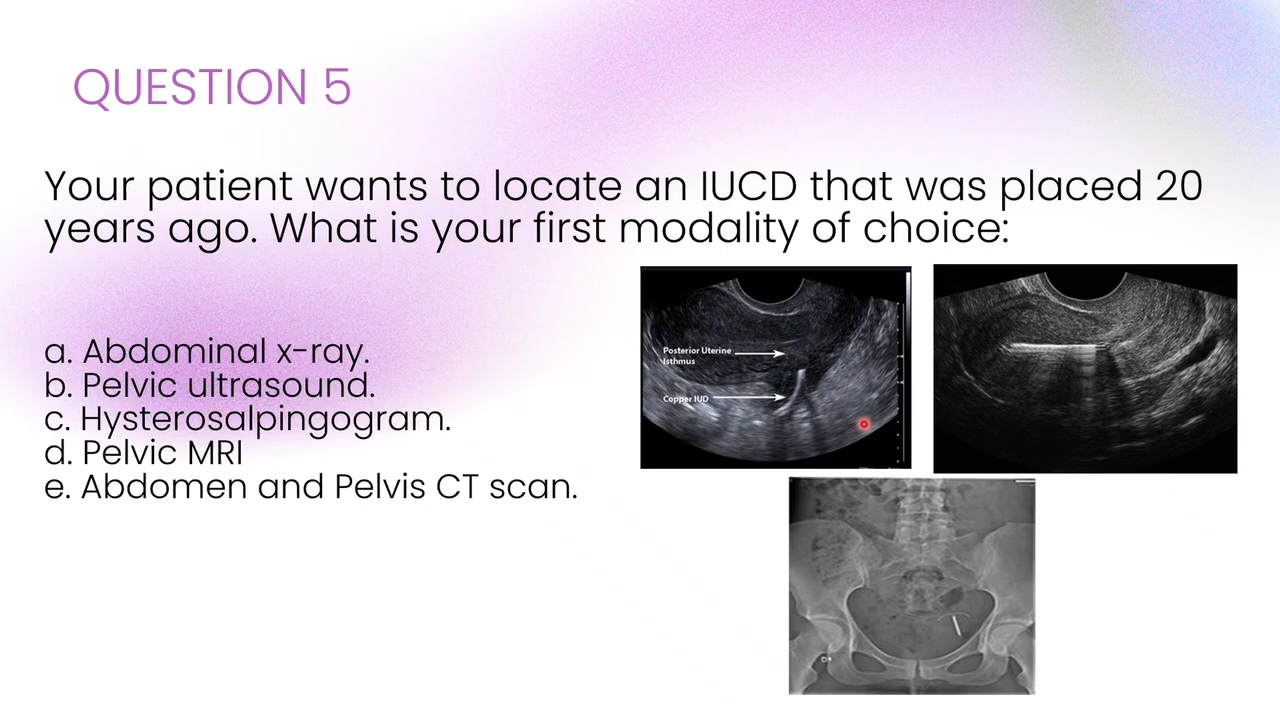 QUESTION 5
Your patient wants to locate an IUCD that was placed 20
years ago. What is your first modality of choice:
a. Abdominal x-ray.
b. Pelvic ultrasound.
c. Hysterosalpingogram.
d. Pelvic MRI
e. Abdomen and Pelvis CT scan.
Posterior Uterine
Isthmus
Copper IUD